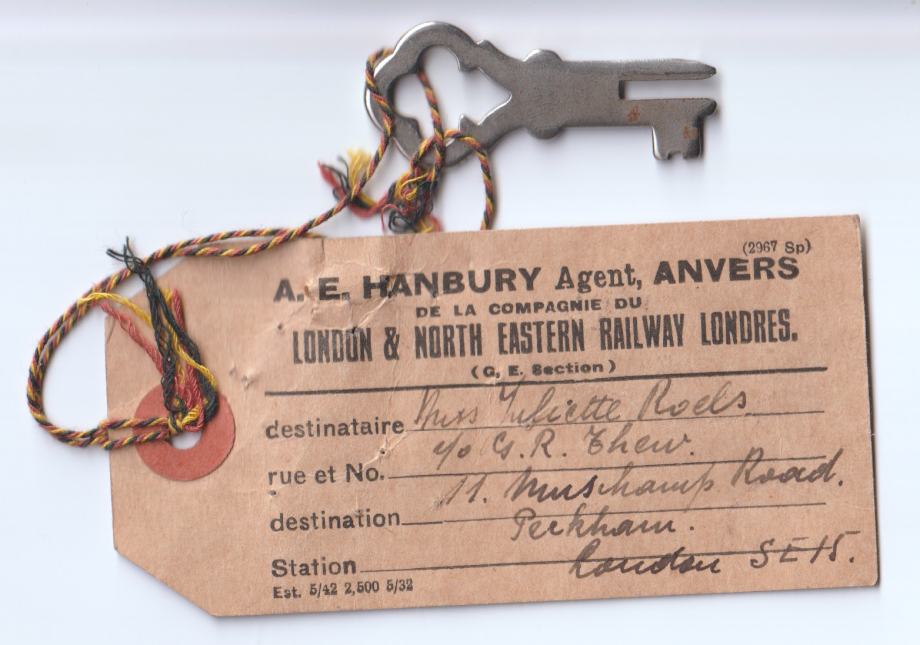 (2967 Sp)
A. E. HANBURY Agent, ANVERS
DE LA COMPAGNIE DU
LONDON & NORTH EASTERN RAILWAY LONDRES.
(G. E. Section)
destinataire Miss Juliette Roels
rue et No. c/o G. R. Thew.
11. Muschamp Road.
destination Peckham.
Station London SE15.
Est. 5/42 2,500 5/32